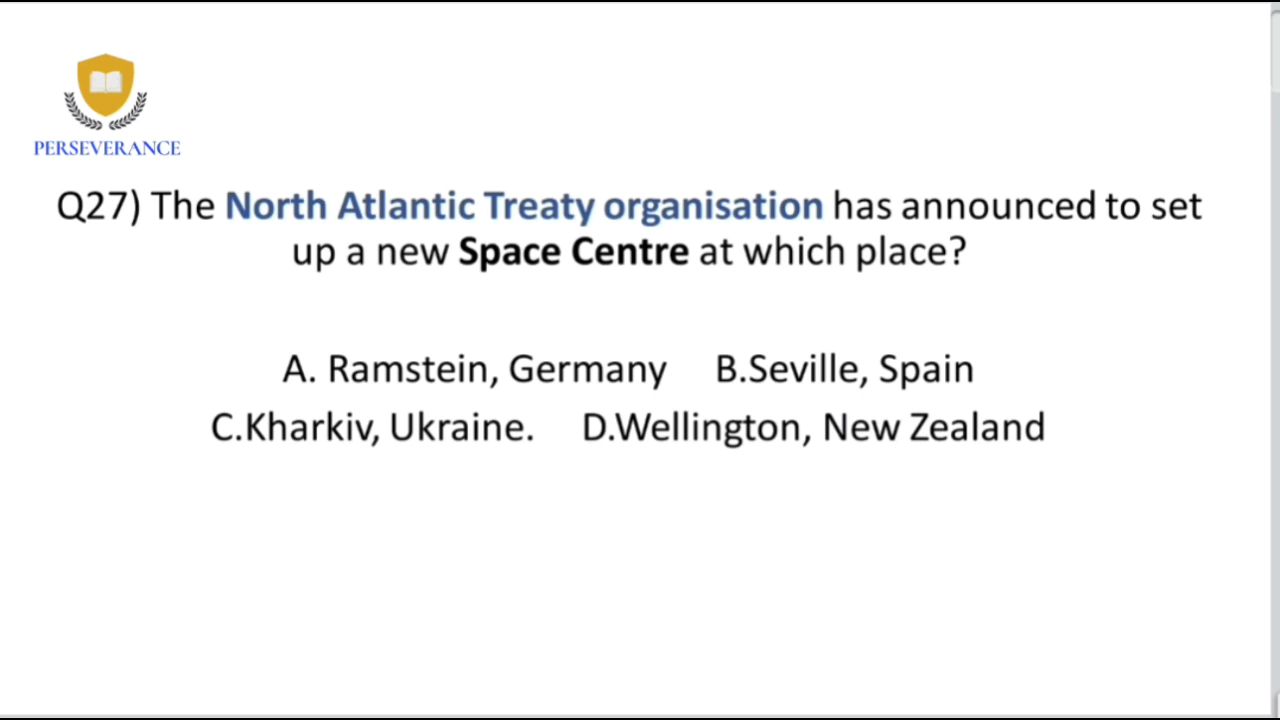 PERSEVERANCE
Q27) The North Atlantic Treaty organisation has announced to set
up a new Space Centre at which place?
A. Ramstein, Germany B.Seville, Spain
C.Kharkiv, Ukraine. D.Wellington, New Zealand